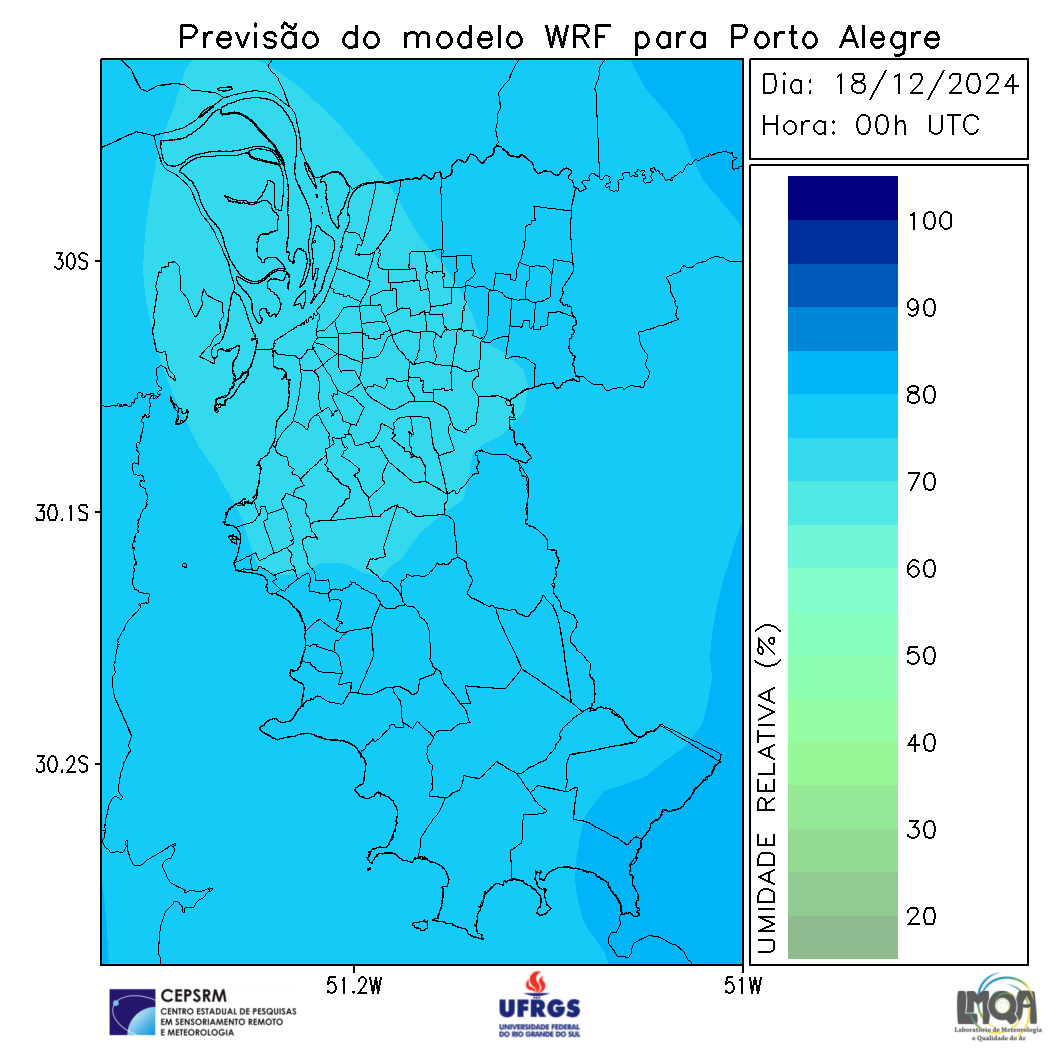 Previsão do modelo WRF para Porto Alegre
Dia: 18/12/2024
Hora: 00h UTC
100
90
80
70
60
50
40
30
20
UMIDADE RELATIVA (%)
30S
30.1S
30.2S
51.2W
51W
CEPSRM
CENTRO ESTADUAL DE PESQUISAS
EM SENSORIAMENTO REMOTO
E METEOROLOGIA
UFRGS
UNIVERSIDADE FEDERAL
DO RIO GRANDE DO SUL
LMQA
Laboratório de Meteorologia
e Qualidade do Ar